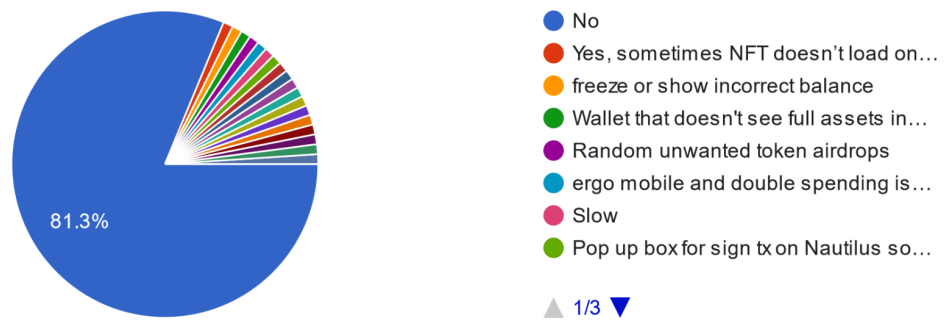 81.3%
No
Yes, sometimes NFT doesn’t load on…
freeze or show incorrect balance
Wallet that doesn't see full assets in…
Random unwanted token airdrops
ergo mobile and double spending is…
Slow
Pop up box for sign tx on Nautilus so…
1/3